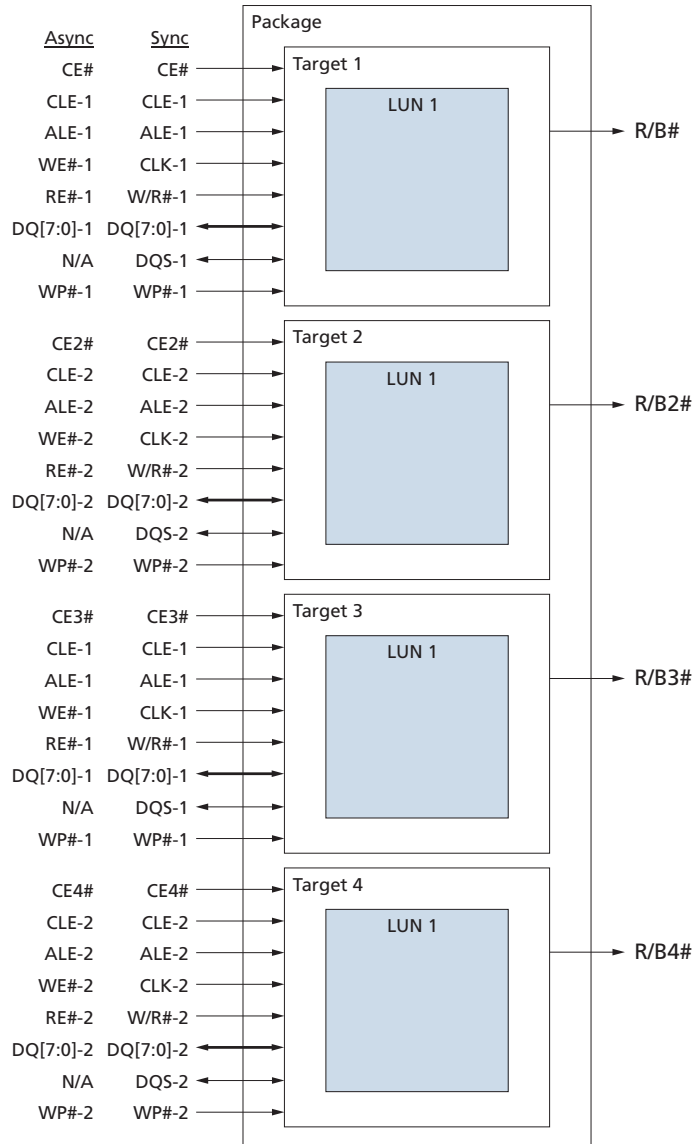 Package
Async Sync
Target 1
CE# CE#
LUN 1
CLE-1 CLE-1
ALE-1 ALE-1
R/B#
WE#-1 CLK-1
RE#-1 W/R#-1
DQ[7:0]-1 DQ[7:0]-1
N/A DQS-1
WP#-1 WP#-1
Target 2
CE2# CE2#
CLE-2 CLE-2
LUN 1
ALE-2 ALE-2
R/B2#
WE#-2 CLK-2
RE#-2 W/R#-2
DQ[7:0]-2 DQ[7:0]-2
N/A DQS-2
WP#-2 WP#-2
Target 3
CE3# CE3#
CLE-1 CLE-1
LUN 1
ALE-1 ALE-1
R/B3#
WE#-1 CLK-1
RE#-1 W/R#-1
DQ[7:0]-1 DQ[7:0]-1
N/A DQS-1
WP#-1 WP#-1
Target 4
CE4# CE4#
CLE-2 CLE-2
LUN 1
ALE-2 ALE-2
R/B4#
WE#-2 CLK-2
RE#-2 W/R#-2
DQ[7:0]-2 DQ[7:0]-2
N/A DQS-2
WP#-2 WP#-2